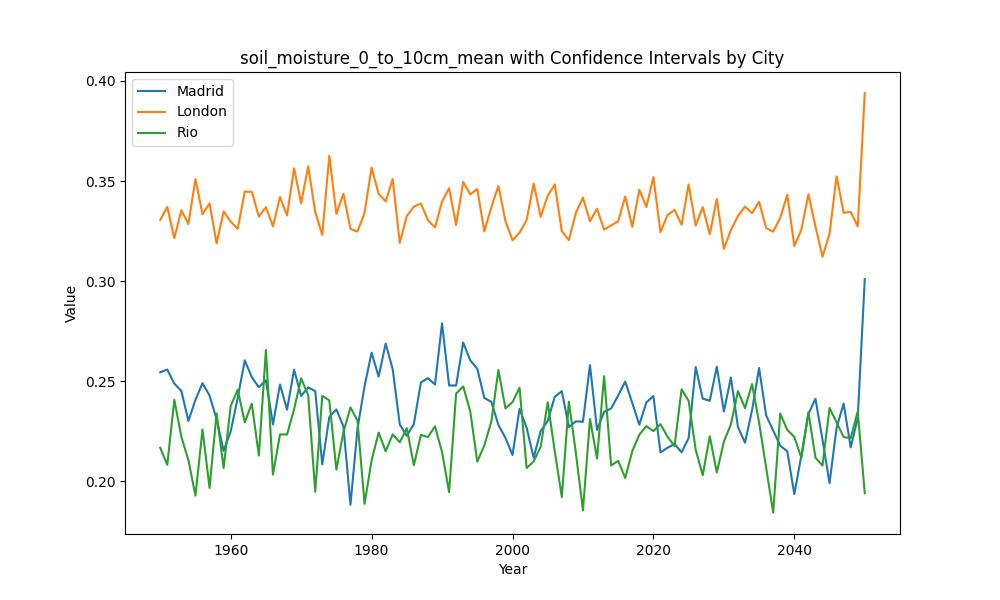 soil_moisture_0_to_10cm_mean with Confidence Intervals by City
0.40
0.35
0.30
0.25
0.20
Value
Madrid
London
Rio
1960
1980
2000
2020
2040
Year